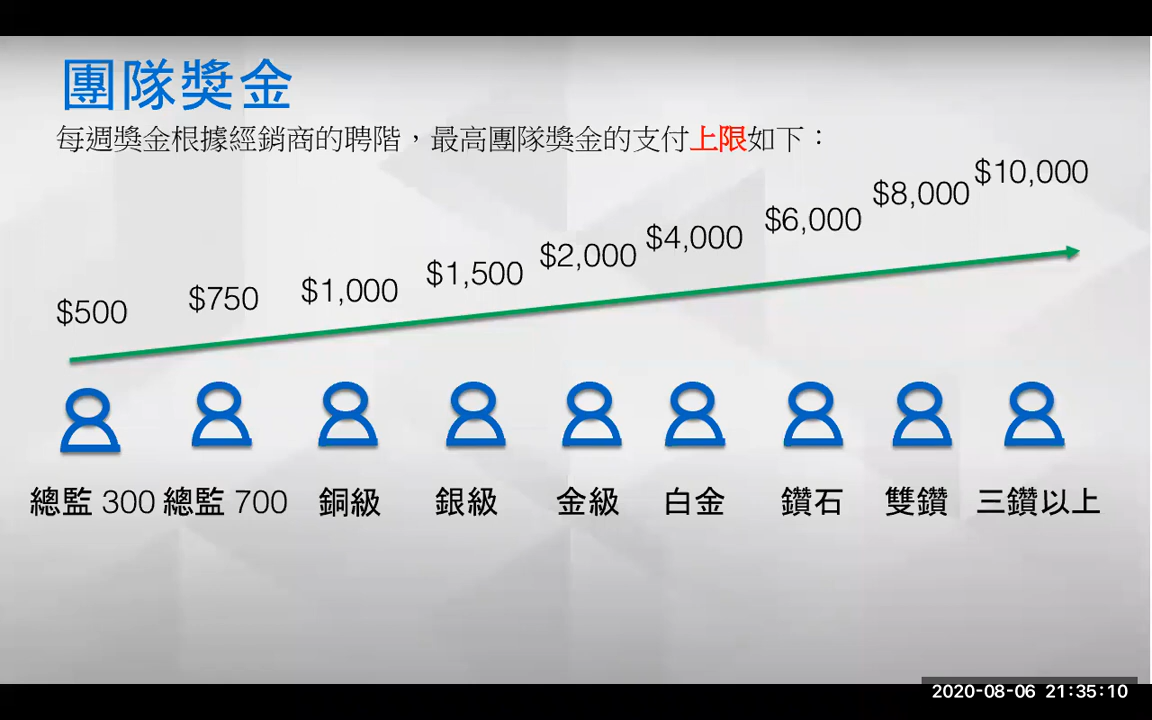 團隊獎金
每週獎金根據經銷商的聘階，最高團隊獎金的支付上限如下：
$500 $750 $1,000 $1,500 $2,000 $4,000 $6,000 $8,000 $10,000
總監 300 總監 700 銅級 銀級 金級 白金 鑽石 雙鑽 三鑽以上
2020-08-06 21:35:10